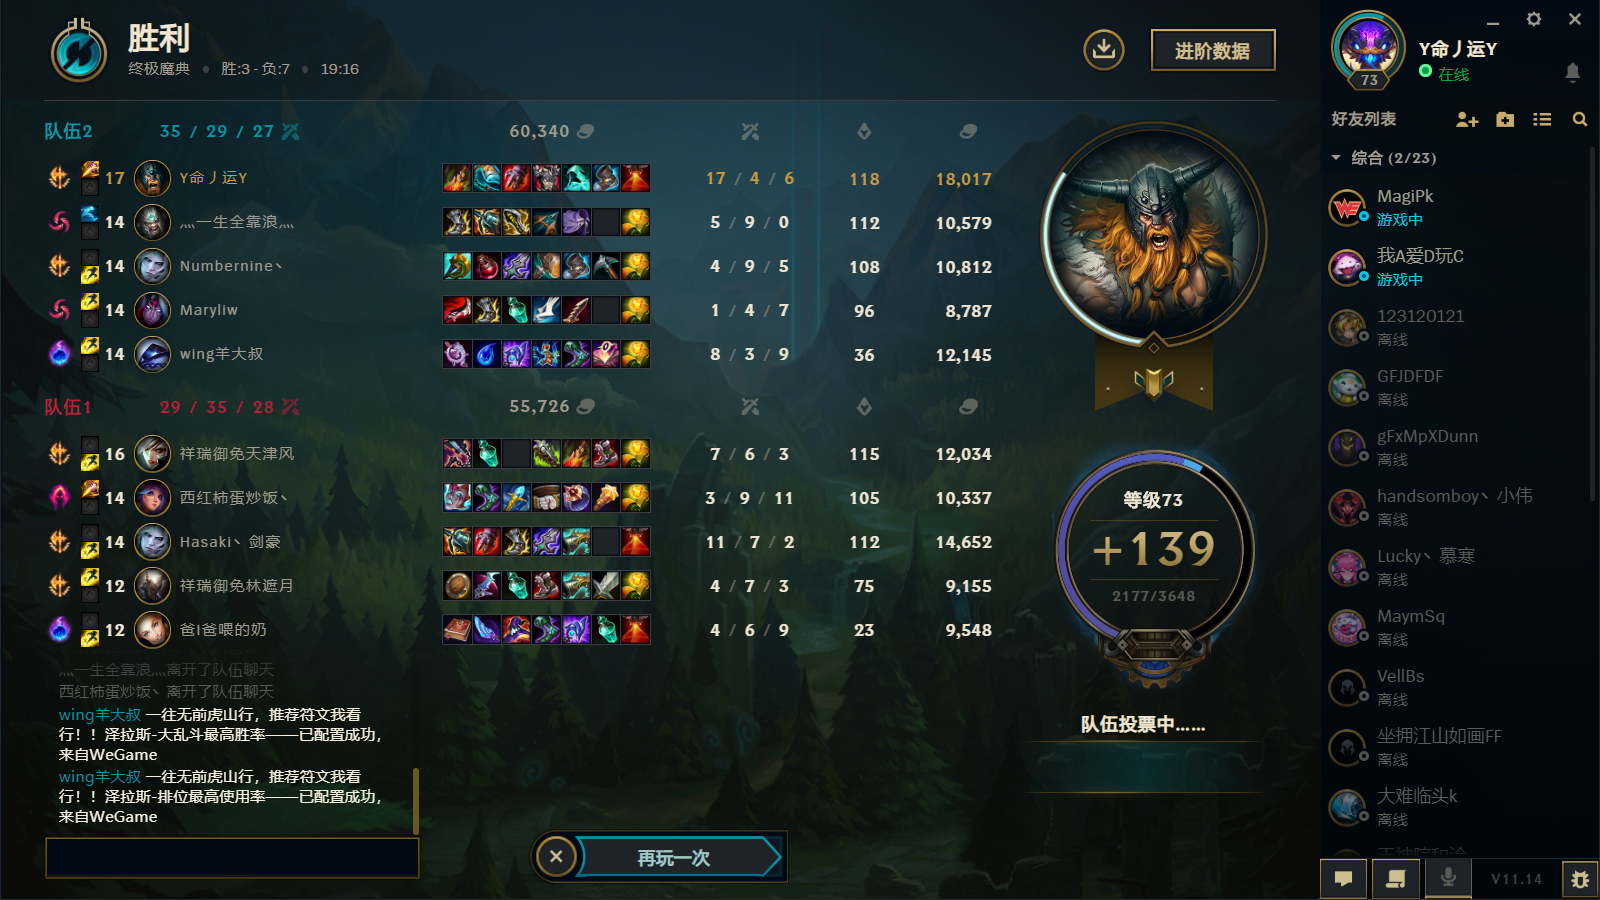 胜利
终极魔典 • 胜:3 - 负:7 • 19:16
进阶数据
队伍2 35 / 29 / 27 60,340
17 Y命丿运Y 17 / 4 / 6 118 18,017
14 灬一生全靠浪灬 5 / 9 / 0 112 10,579
14 Numbernine丶 4 / 9 / 5 108 10,812
14 Maryliw 1 / 4 / 7 96 8,787
14 wing羊大叔 8 / 3 / 9 36 12,145
队伍1 29 / 35 / 28 55,726
16 祥瑞御免天津风 7 / 6 / 3 115 12,034
14 西红柿蛋炒饭丶 3 / 9 / 11 105 10,337
14 Hasaki丶剑豪 11 / 7 / 2 112 14,652
12 祥瑞御免林遮月 4 / 7 / 3 75 9,155
12 爸I爸喂的奶 4 / 6 / 9 23 9,548
灬一生全靠浪灬离开了队伍聊天
西红柿蛋炒饭丶离开了队伍聊天
wing羊大叔 一往无前虎山行，推荐符文我看
行！！泽拉斯-大乱斗最高胜率——已配置成功，
来自WeGame
wing羊大叔 一往无前虎山行，推荐符文我看
行！！泽拉斯-排位最高使用率——已配置成功，
来自WeGame
再玩一次
等级73
+139
2177/3648
队伍投票中......
73
Y命丿运Y
在线
好友列表
综合 (2/23)
MagiPk
游戏中
我A爱D玩C
游戏中
123120121
离线
GFJDFDF
离线
gFxMpXDunn
离线
handsomboy丶小伟
离线
Lucky丶慕寒
离线
MaymSq
离线
VellBs
离线
坐拥江山如画FF
离线
大难临头k
离线
V11.14